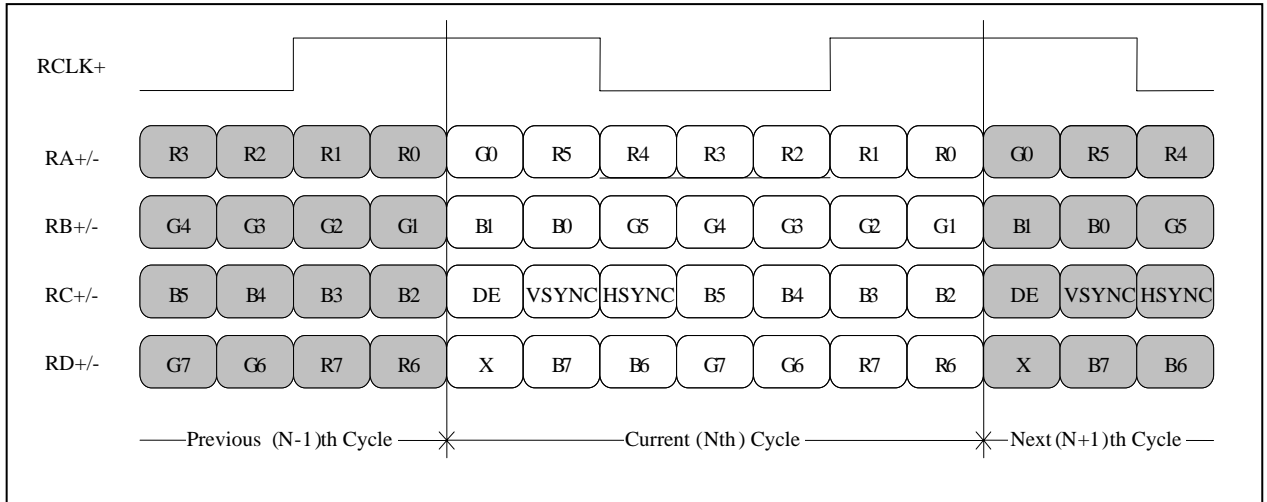 RCLK+
RA+/- R3 R2 R1 R0 G0 R5 R4 R3 R2 R1 R0 G0 R5 R4
RB+/- G4 G3 G2 G1 B1 B0 G5 G4 G3 G2 G1 B1 B0 G5
RC+/- B5 B4 B3 B2 DE VSYNC HSYNC B5 B4 B3 B2 DE VSYNC HSYNC
RD+/- G7 G6 R7 R6 X B7 B6 G7 G6 R7 R6 X B7 B6
Previous (N-1)th Cycle Current (Nth) Cycle Next (N+1)th Cycle